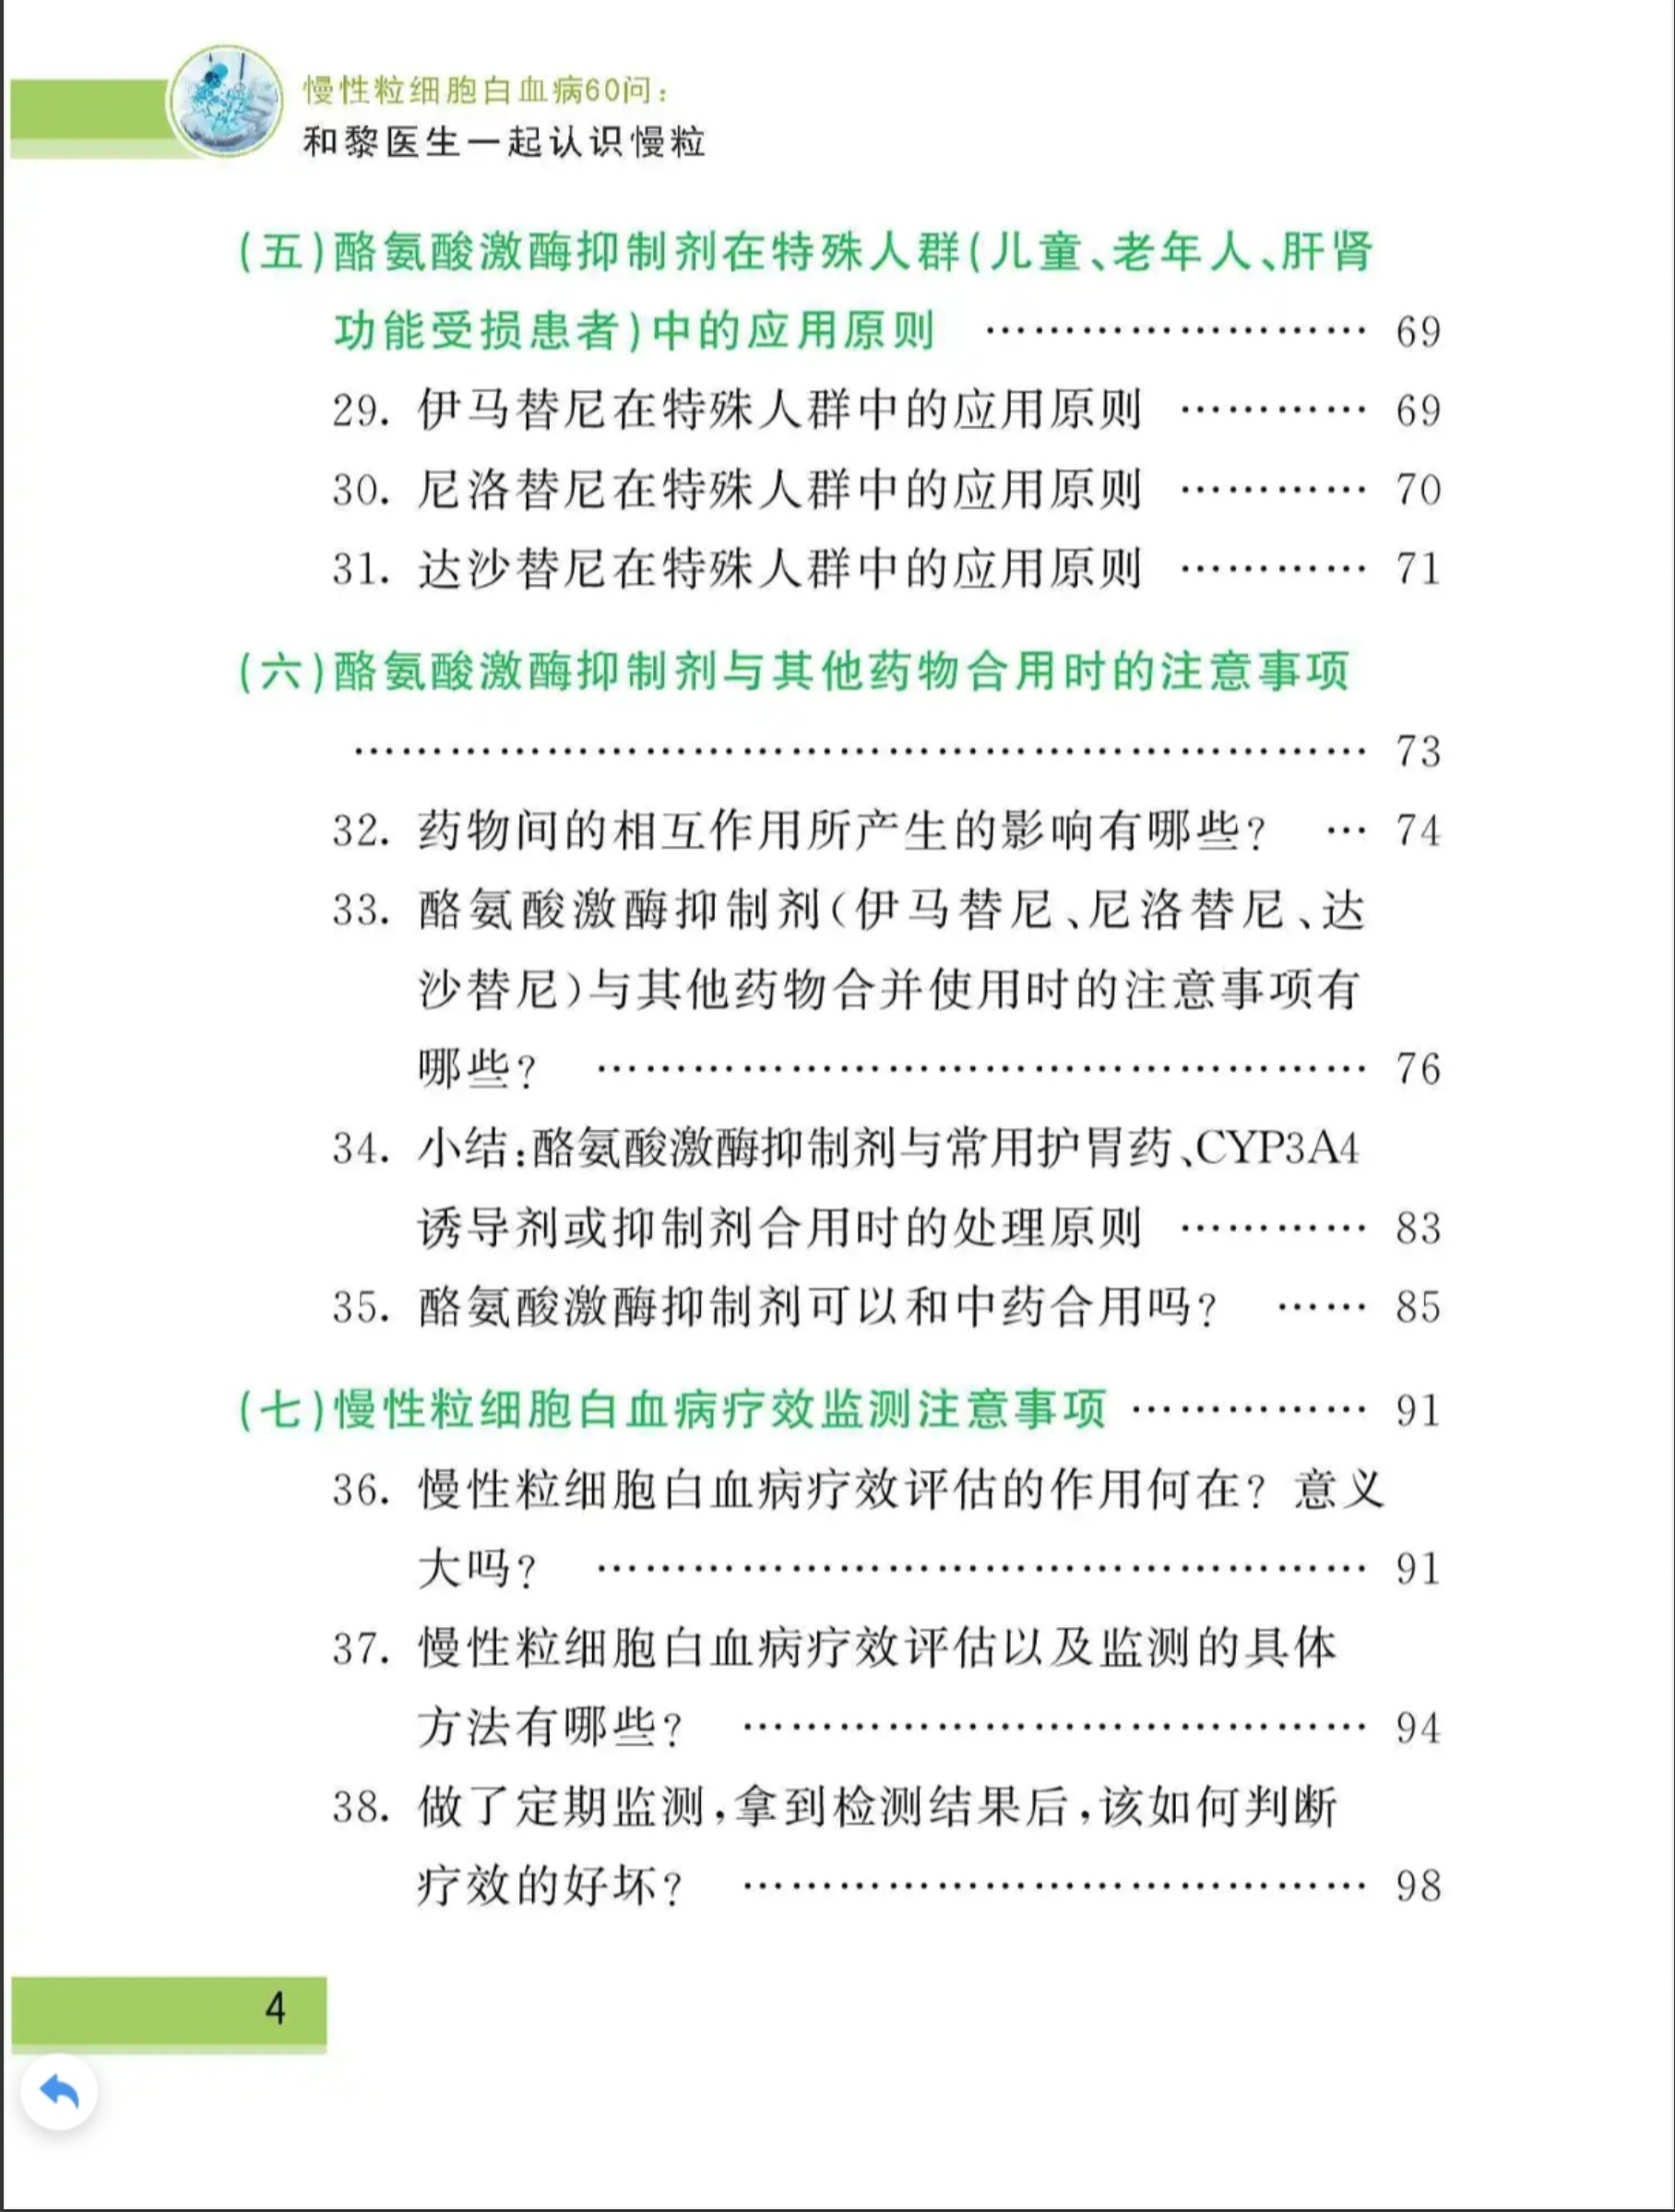 慢性粒细胞白血病60问：
和黎医生一起认识慢粒
(五)酪氨酸激酶抑制剂在特殊人群(儿童、老年人、肝肾
功能受损患者)中的应用原则 …………………… 69
29. 伊马替尼在特殊人群中的应用原则 ………… 69
30. 尼洛替尼在特殊人群中的应用原则 ………… 70
31. 达沙替尼在特殊人群中的应用原则 ………… 71
(六)酪氨酸激酶抑制剂与其他药物合用时的注意事项
………………………………………………………… 73
32. 药物间的相互作用所产生的影响有哪些？ … 74
33. 酪氨酸激酶抑制剂(伊马替尼、尼洛替尼、达
沙替尼)与其他药物合并使用时的注意事项有
哪些？ ………………………………………… 76
34. 小结：酪氨酸激酶抑制剂与常用护胃药、CYP3A4
诱导剂或抑制剂合用时的处理原则 ………… 83
35. 酪氨酸激酶抑制剂可以和中药合用吗？ …… 85
(七)慢性粒细胞白血病疗效监测注意事项 …………… 91
36. 慢性粒细胞白血病疗效评估的作用何在？意义
大吗？ ………………………………………… 91
37. 慢性粒细胞白血病疗效评估以及监测的具体
方法有哪些？ ………………………………… 94
38. 做了定期监测，拿到检测结果后，该如何判断
疗效的好坏？ ………………………………… 98
4